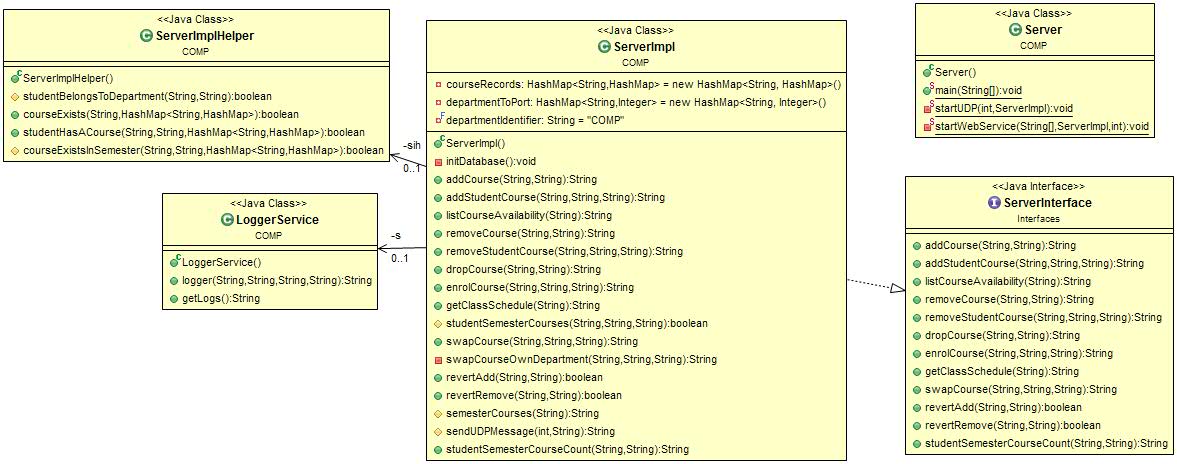 <<Java Class>>
ServerImplHelper
COMP
ServerImplHelper()
studentBelongsToDepartment(String,String):boolean
courseExists(String,HashMap<String,HashMap>):boolean
studentHasACourse(String,String,HashMap<String,HashMap>):boolean
courseExistsInSemester(String,String,HashMap<String,HashMap>):boolean
-sih
0..1
<<Java Class>>
LoggerService
COMP
LoggerService()
logger(String,String,String,String):String
getLogs():String
-s
0..1
<<Java Class>>
ServerImpl
COMP
courseRecords: HashMap<String,HashMap> = new HashMap<String, HashMap>()
departmentToPort: HashMap<String,Integer> = new HashMap<String, Integer>()
departmentIdentifier: String = "COMP"
ServerImpl()
initDatabase():void
addCourse(String,String):String
addStudentCourse(String,String,String):String
listCourseAvailability(String):String
removeCourse(String,String):String
removeStudentCourse(String,String,String):String
dropCourse(String,String):String
enrolCourse(String,String,String):String
getClassSchedule(String):String
studentSemesterCourses(String,String,String):boolean
swapCourse(String,String,String):String
swapCourseOwnDepartment(String,String,String):String
revertAdd(String,String):boolean
revertRemove(String,String):boolean
semesterCourses(String):String
sendUDPMessage(int,String):String
studentSemesterCourseCount(String,String):String
<<Java Class>>
Server
COMP
Server()
main(String[]):void
startUDP(int,ServerImpl):void
startWebService(String[],ServerImpl,int):void
<<Java Interface>>
ServerInterface
Interfaces
addCourse(String,String):String
addStudentCourse(String,String,String):String
listCourseAvailability(String):String
removeCourse(String,String):String
removeStudentCourse(String,String,String):String
dropCourse(String,String):String
enrolCourse(String,String,String):String
getClassSchedule(String):String
swapCourse(String,String,String):String
revertAdd(String,String):boolean
revertRemove(String,String):boolean
studentSemesterCourseCount(String,String):String